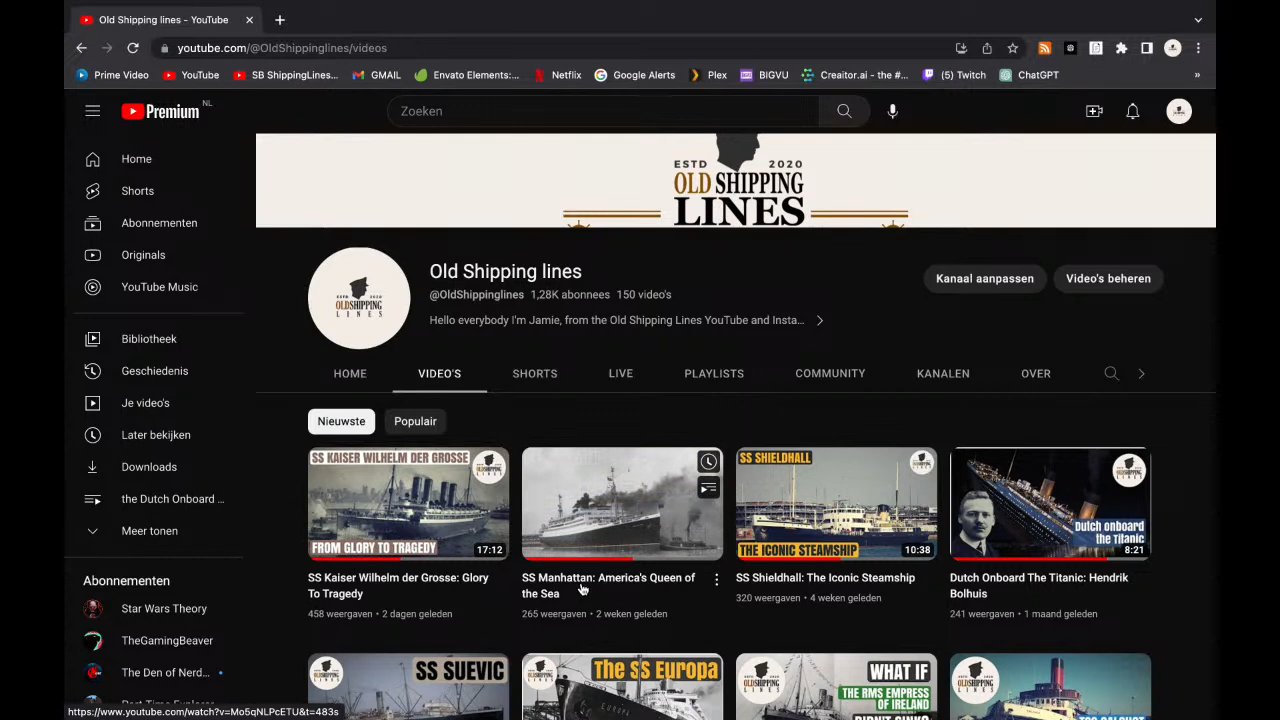 Old Shipping lines - YouTube
youtube.com/@OldShippinglines/videos
Prime Video
YouTube
SB ShippingLines...
GMAIL
Envato Elements:...
Netflix
Google Alerts
Plex
BIGVU
Creaitor.ai - the #...
(5) Twitch
ChatGPT
»
Premium
NL
Zoeken
Home
Shorts
Abonnementen
Originals
YouTube Music
Bibliotheek
Geschiedenis
Je video's
Later bekijken
Downloads
the Dutch Onboard ...
Meer tonen
Abonnementen
Star Wars Theory
TheGamingBeaver
The Den of Nerd...
ESTD 2020
OLD SHIPPING
LINES
ESTD 2020
OLDSHIPPING
LINES
Old Shipping lines
@OldShippinglines 1,28K abonnees 150 video's
Hello everybody I'm Jamie, from the Old Shipping Lines YouTube and Insta...
Kanaal aanpassen
Video's beheren
HOME
VIDEO'S
SHORTS
LIVE
PLAYLISTS
COMMUNITY
KANALEN
OVER
Nieuwste
Populair
SS KAISER WILHELM DER GROSSE
FROM GLORY TO TRAGEDY
17:12
SS Kaiser Wilhelm der Grosse: Glory
To Tragedy
458 weergaven • 2 dagen geleden
SS Manhattan: America's Queen of
the Sea
265 weergaven • 2 weken geleden
SS SHIELDHALL
THE ICONIC STEAMSHIP
10:38
SS Shieldhall: The Iconic Steamship
320 weergaven • 4 weken geleden
Dutch onboard
the Titanic
8:21
Dutch Onboard The Titanic: Hendrik
Bolhuis
241 weergaven • 1 maand geleden
SS SUEVIC
The SS Europa
WHAT IF
THE RMS EMPRESS
OF IRELAND
https://www.youtube.com/watch?v=Mo5qNLPcETU&t=483s